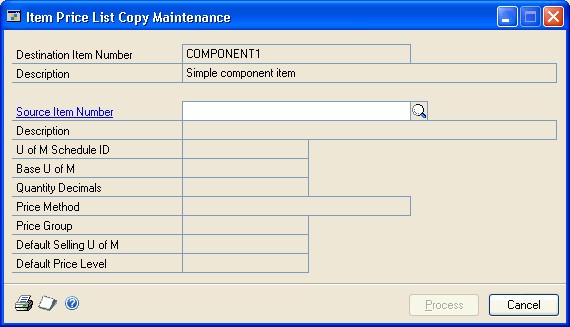 Item Price List Copy Maintenance
Destination Item Number COMPONENT1
Description Simple component item
Source Item Number
Description
U of M Schedule ID
Base U of M
Quantity Decimals
Price Method
Price Group
Default Selling U of M
Default Price Level
Process Cancel